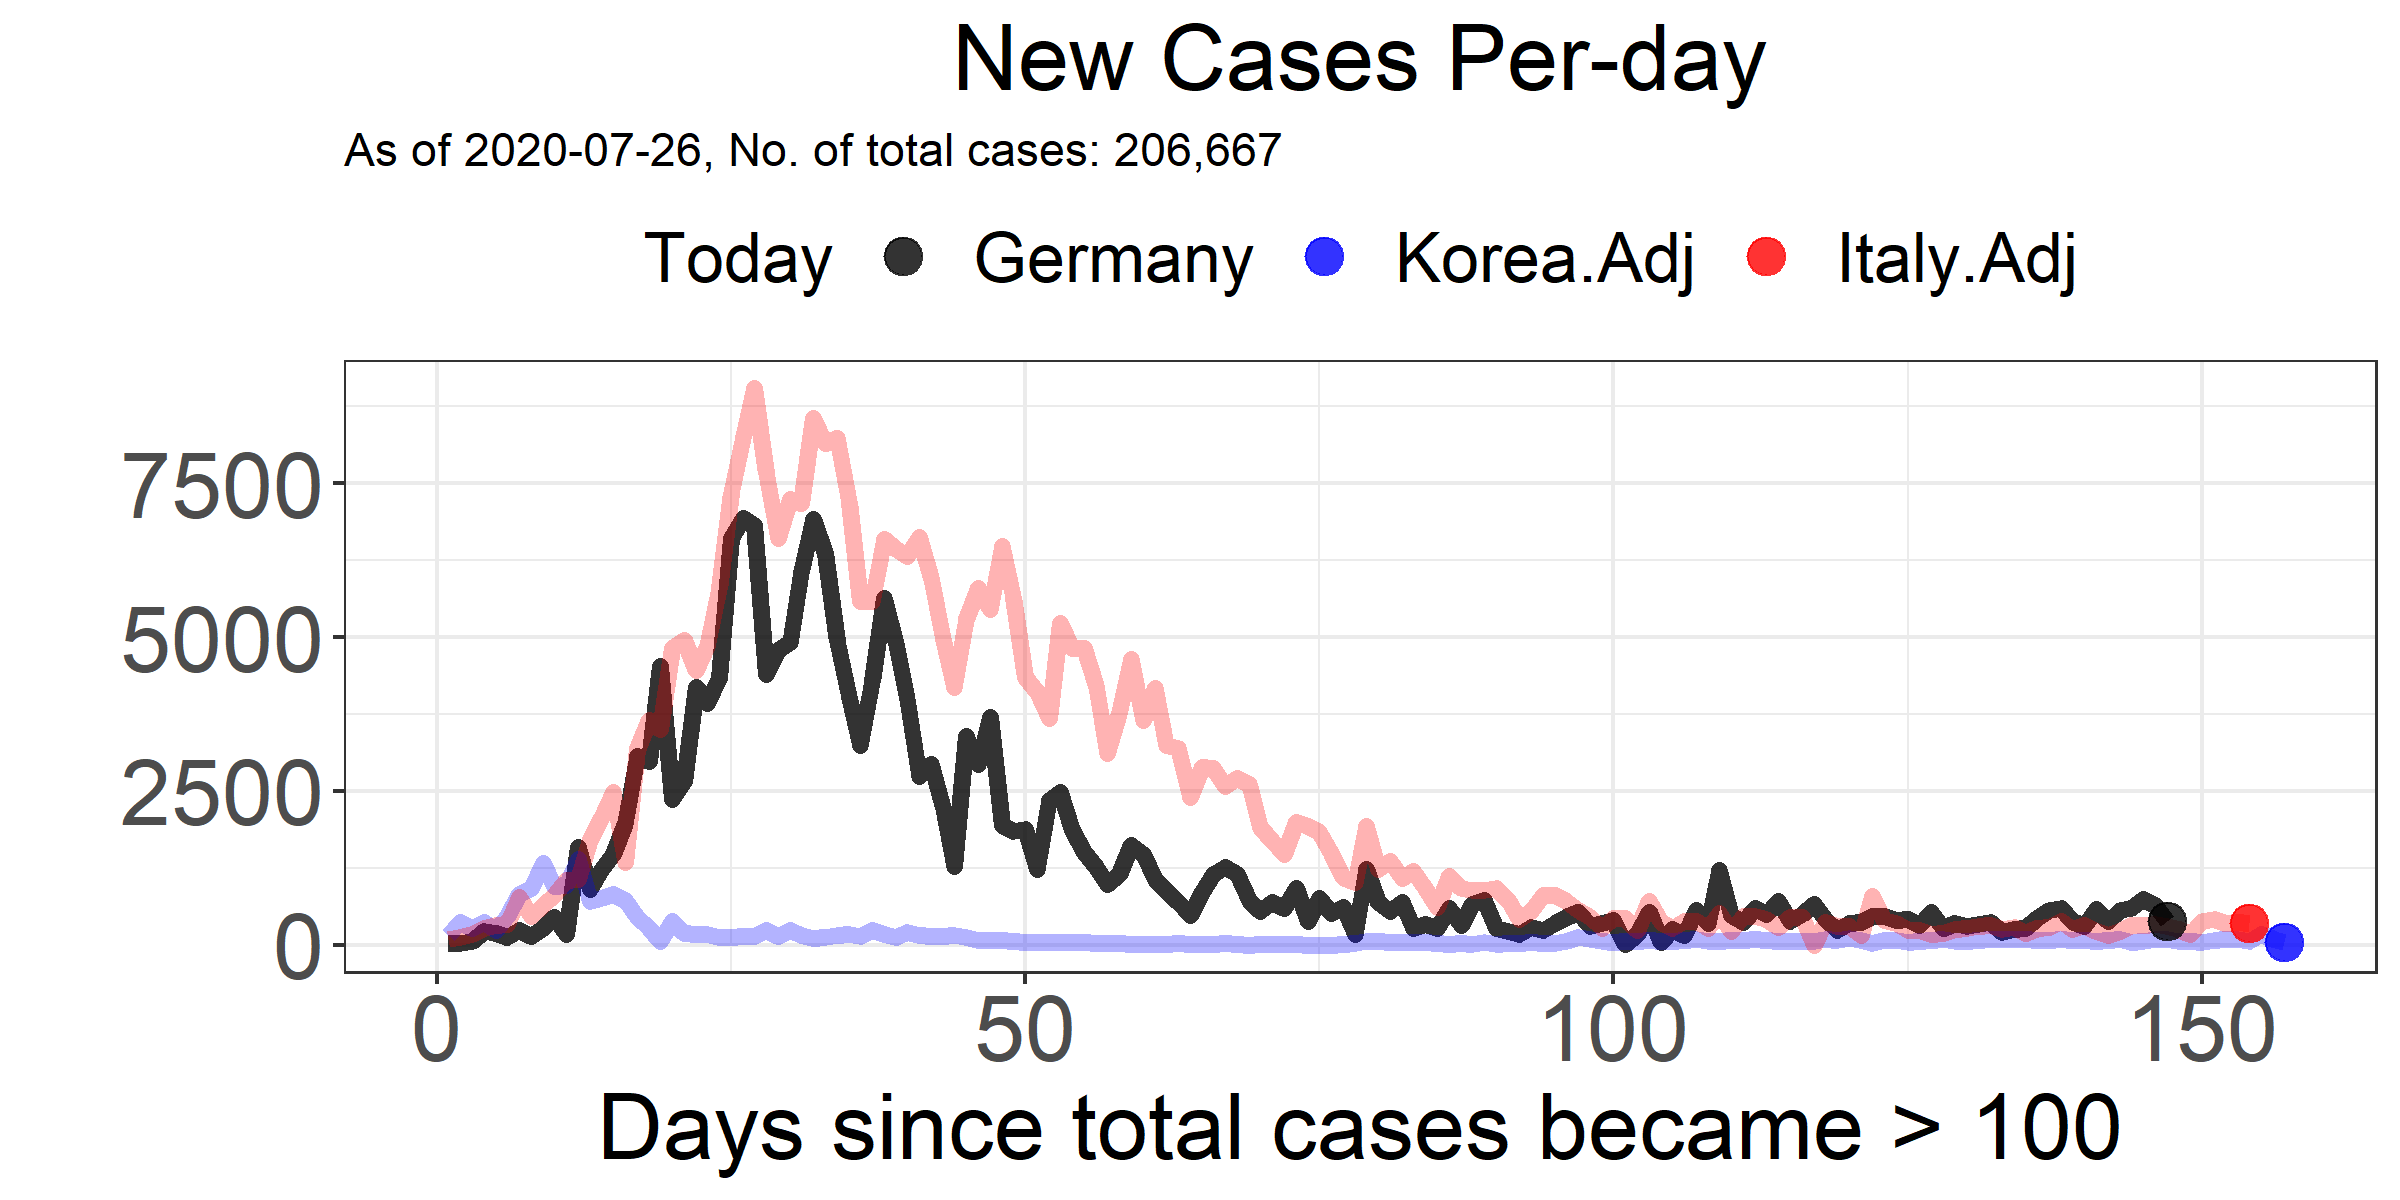 New Cases Per-day
As of 2020-07-26, No. of total cases: 206,667
Today Germany Korea.Adj Italy.Adj
7500
5000
2500
0
0 50 100 150
Days since total cases became > 100